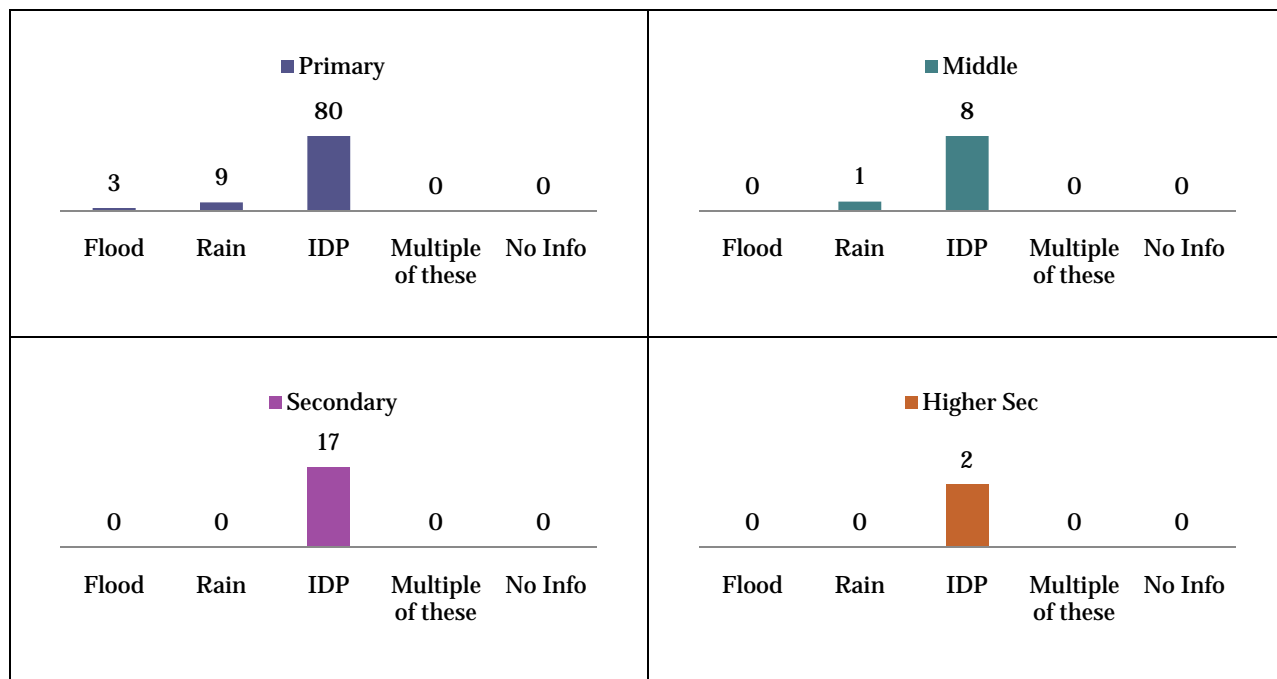 Primary
80
3 9 0 0
Flood Rain IDP Multiple of these No Info
Middle
8
0 1 0 0
Flood Rain IDP Multiple of these No Info
Secondary
17
0 0 0 0
Flood Rain IDP Multiple of these No Info
Higher Sec
2
0 0 0 0
Flood Rain IDP Multiple of these No Info